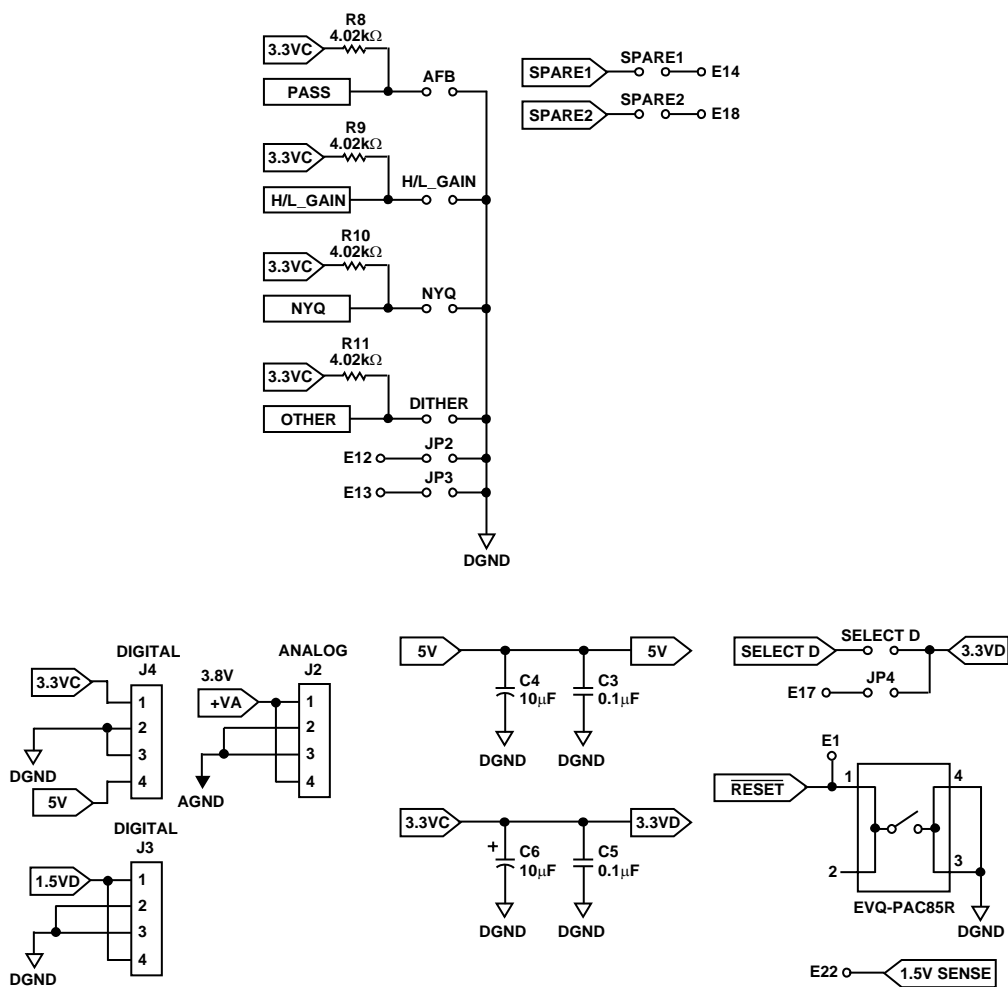 R8
4.02kΩ
3.3VC
PASS
AFB
SPARE1
SPARE1
E14
SPARE2
SPARE2
E18
R9
4.02kΩ
3.3VC
H/L_GAIN
H/L_GAIN
R10
4.02kΩ
3.3VC
NYQ
NYQ
R11
4.02kΩ
3.3VC
OTHER
DITHER
E12
JP2
E13
JP3
DGND
DIGITAL
J4
3.3VC
1
2
3
4
DGND
5V
3.8V
+VA
ANALOG
J2
1
2
3
4
AGND
DIGITAL
J3
1.5VD
1
2
3
4
DGND
5V
5V
C4
10μF
C3
0.1μF
DGND
DGND
3.3VC
3.3VD
+
C6
10μF
C5
0.1μF
DGND
DGND
SELECT D
SELECT D
3.3VD
E17
JP4
E1
RESET
1
4
2
3
EVQ-PAC85R
DGND
E22
1.5V SENSE